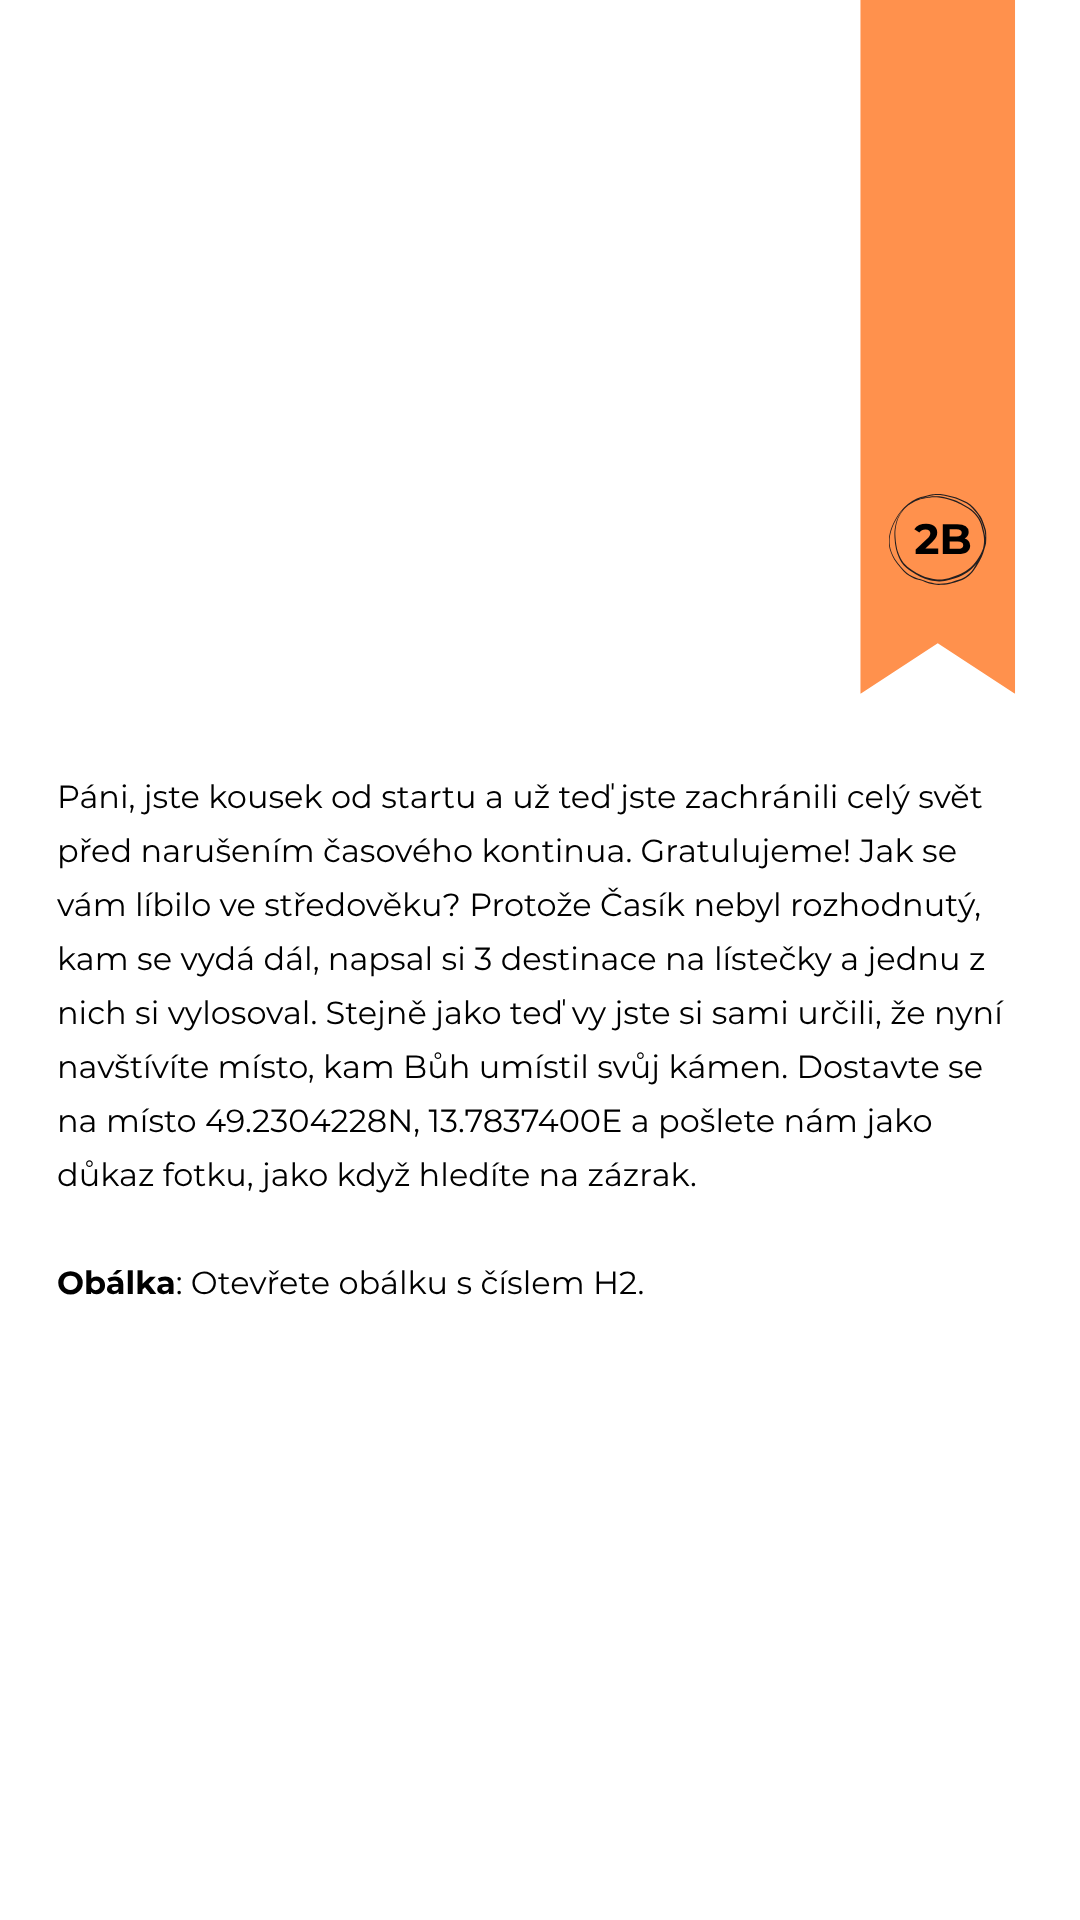 2B
Páni, jste kousek od startu a už teď jste zachránili celý svět
před narušením časového kontinua. Gratulujeme! Jak se
vám líbilo ve středověku? Protože Časík nebyl rozhodnutý,
kam se vydá dál, napsal si 3 destinace na lístečky a jednu z
nich si vylosoval. Stejně jako teď vy jste si sami určili, že nyní
navštívíte místo, kam Bůh umístil svůj kámen. Dostavte se
na místo 49.2304228N, 13.7837400E a pošlete nám jako
důkaz fotku, jako když hledíte na zázrak.
Obálka: Otevřete obálku s číslem H2.